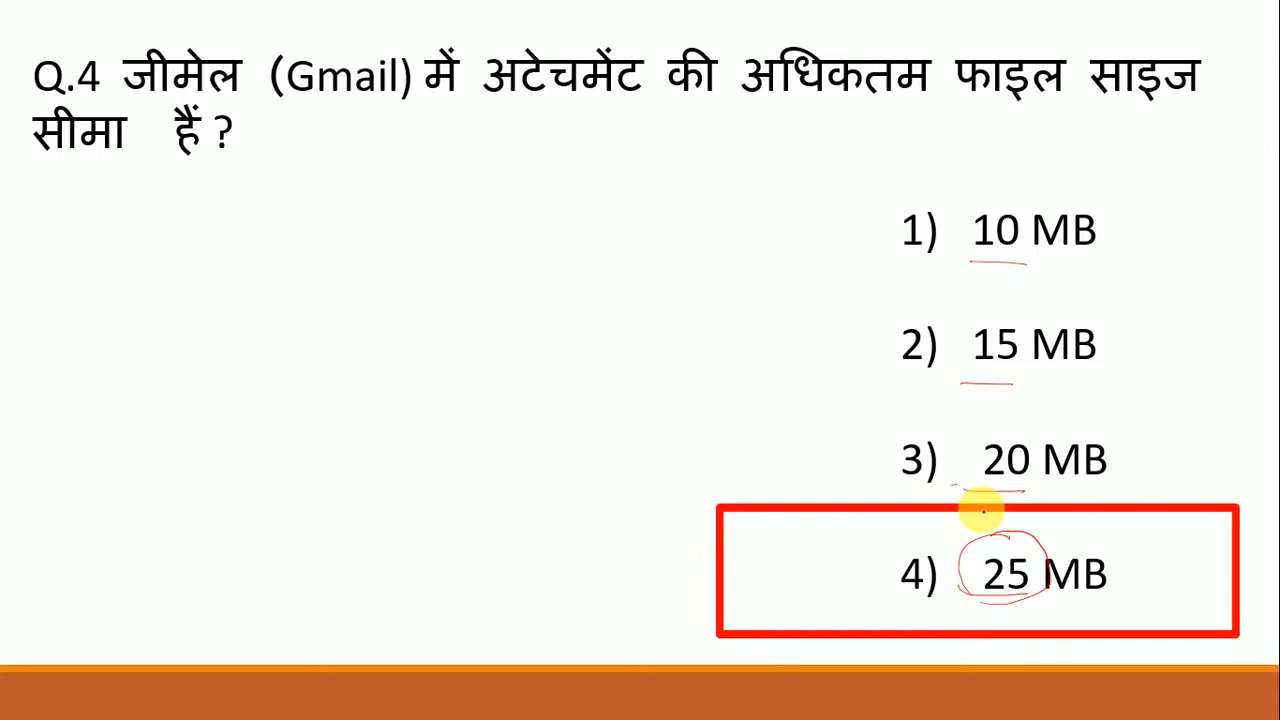 Q.4 जीमेल (Gmail) में अटेचमेंट की अधिकतम फाइल साइज
सीमा हैं ?
1) 10 MB
2) 15 MB
3) 20 MB
4) 25 MB